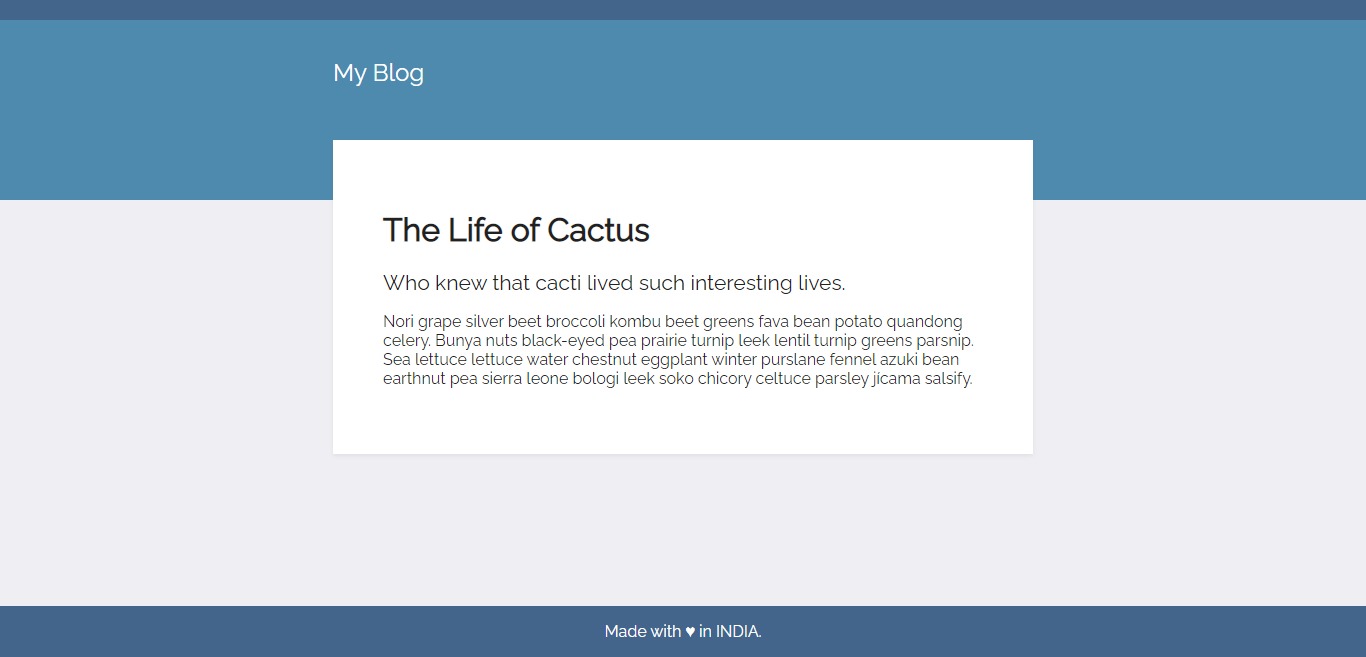 My Blog
The Life of Cactus
Who knew that cacti lived such interesting lives.
Nori grape silver beet broccoli kombu beet greens fava bean potato quandong
celery. Bunya nuts black-eyed pea prairie turnip leek lentil turnip greens parsnip.
Sea lettuce lettuce water chestnut eggplant winter purslane fennel azuki bean
earthnut pea sierra leone bologi leek soko chicory celtuce parsley jícama salsify.
Made with ♥ in INDIA.